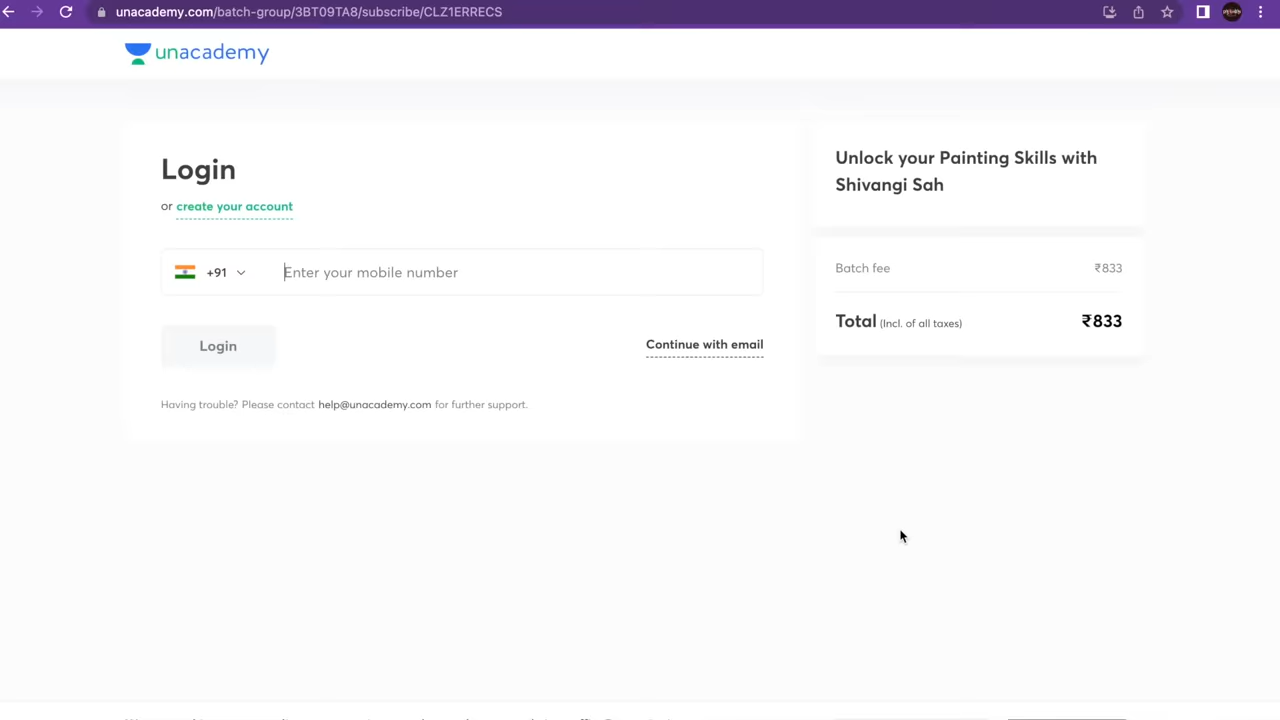 unacademy.com/batch-group/3BT09TA8/subscribe/CLZ1ERRECS
unacademy
Login
or create your account
+91 Enter your mobile number
Login
Continue with email
Having trouble? Please contact help@unacademy.com for further support.
Unlock your Painting Skills with
Shivangi Sah
Batch fee ₹833
Total (Incl. of all taxes) ₹833